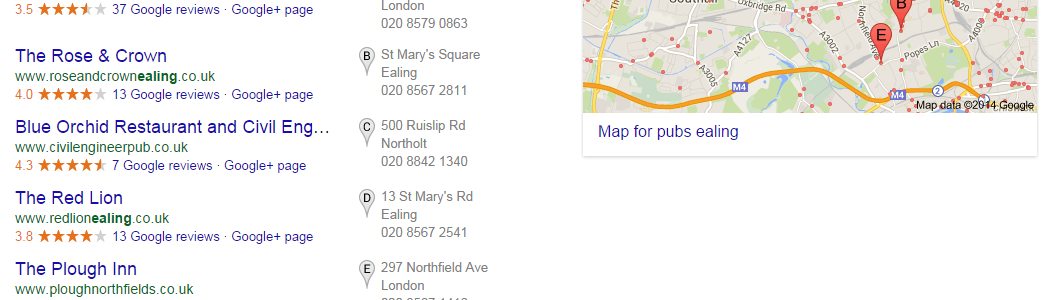 3.5 37 Google reviews · Google+ page
London
020 8579 0863
The Rose & Crown
www.roseandcrownealing.co.uk
4.0 13 Google reviews · Google+ page
B
St Mary's Square
Ealing
020 8567 2811
Blue Orchid Restaurant and Civil Eng...
www.civilengineerpub.co.uk
4.3 7 Google reviews · Google+ page
C
500 Ruislip Rd
Northolt
020 8842 1340
The Red Lion
www.redlionealing.co.uk
3.8 13 Google reviews · Google+ page
D
13 St Mary's Rd
Ealing
020 8567 2541
The Plough Inn
www.ploughnorthfields.co.uk
E
297 Northfield Ave
London
Uxbridge Rd
B
E
A4127
A3002
Northfield Ave
Popes Ln
A4000
A3005
M4
M4
2
Map data ©2014 Google
Map for pubs ealing